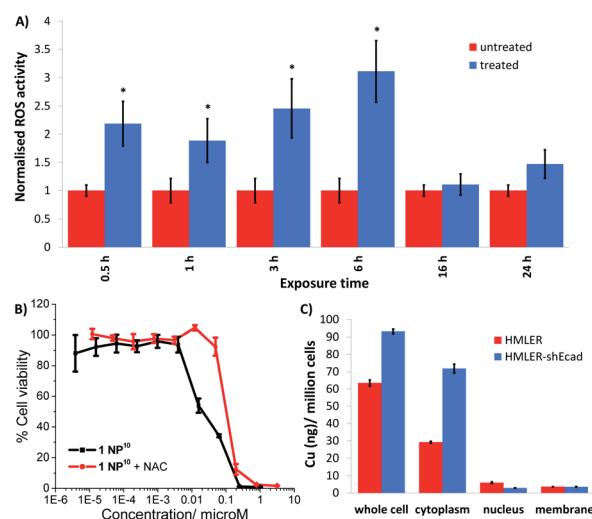 A)
Normalised ROS activity
4
3.5
3
2.5
2
1.5
1
0.5
0
* * * *
untreated
treated
0.5 h 1 h 3 h 6 h 16 h 24 h
Exposure time
B)
% Cell viability
120
100
80
60
40
20
0
1 NP10
1 NP10 + NAC
1E-6 1E-5 1E-4 1E-3 0.01 0.1 1 10
Concentration/ microM
C)
Cu (ng)/ million cells
100
90
80
70
60
50
40
30
20
10
0
HMLER
HMLER-shEcad
whole cell cytoplasm nucleus membrane